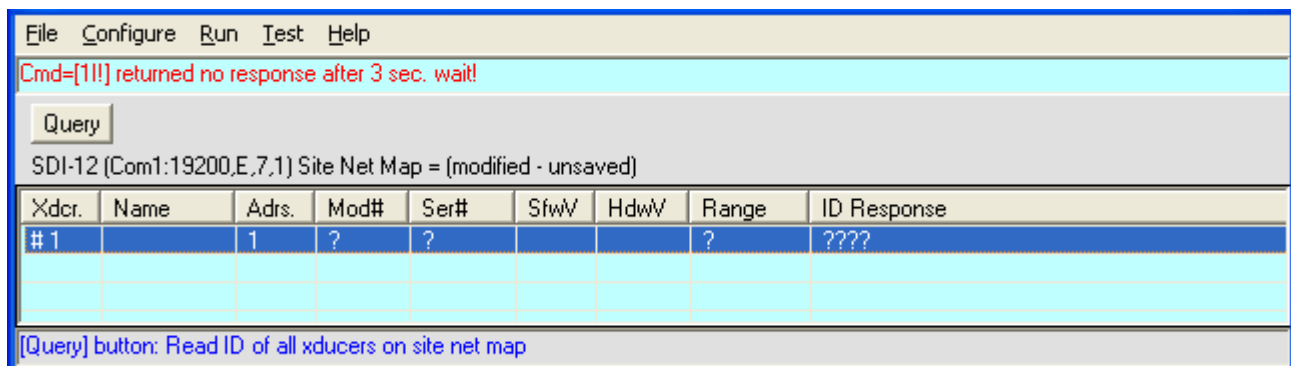 File Configure Run Test Help
Cmd=[1I!] returned no response after 3 sec. wait!
Query
SDI-12 (Com1:19200,E,7,1) Site Net Map = (modified - unsaved)
Xdcr. Name Adrs. Mod# Ser# SfwV HdwV Range ID Response
# 1 1 ? ? ? ????
[Query] button: Read ID of all xducers on site net map